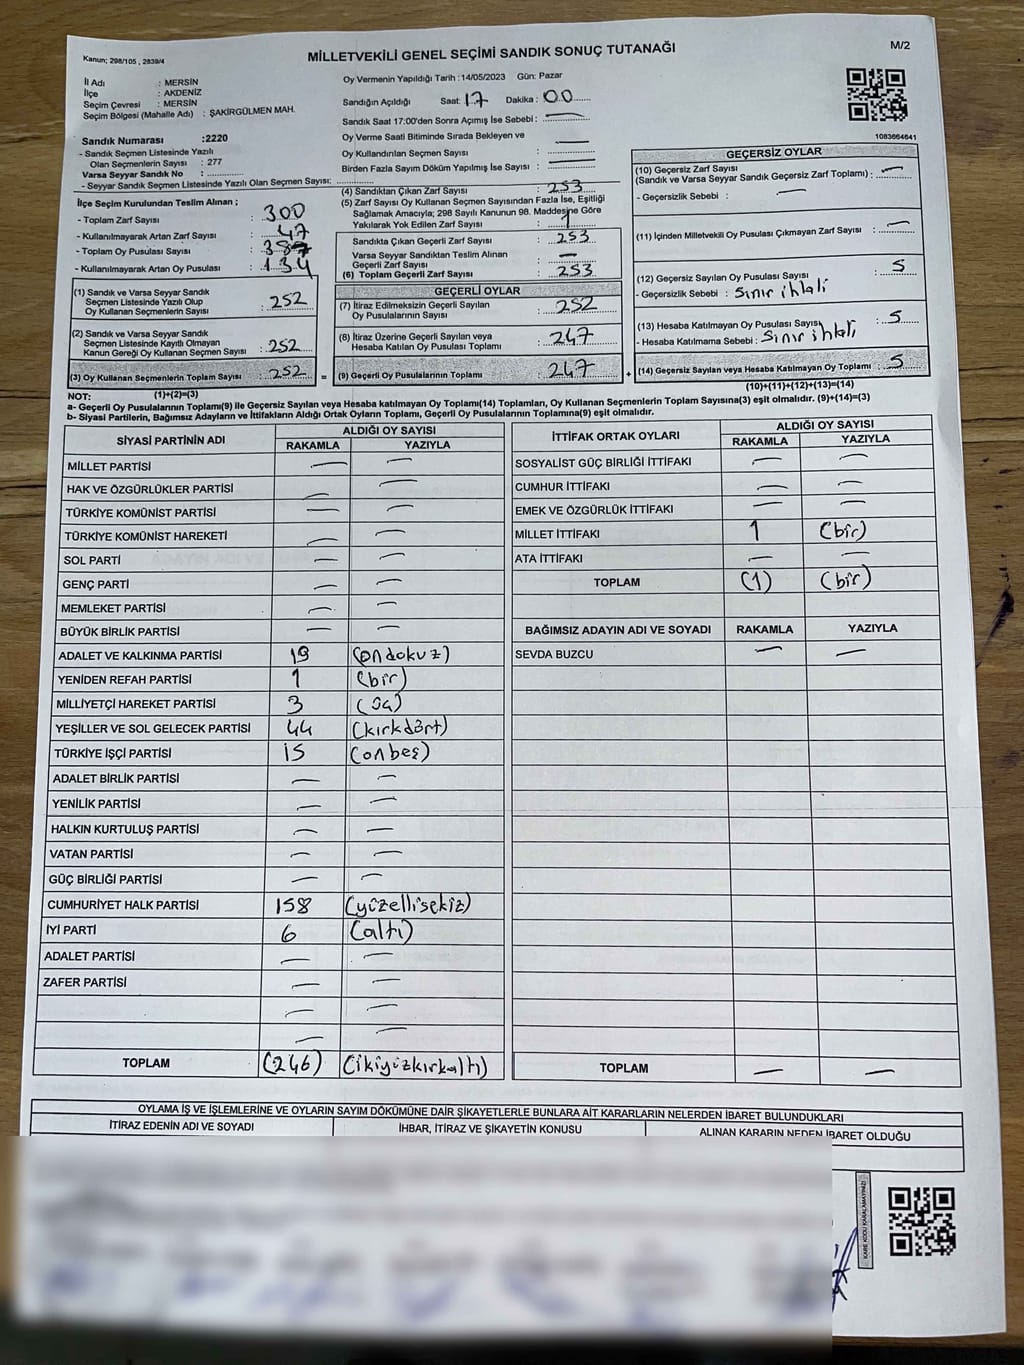 Kanun; 298/105 , 2839/4
MİLLETVEKİLİ GENEL SEÇİMİ SANDIK SONUÇ TUTANAĞI
M/2
İl Adı : MERSİN
İlçe : AKDENİZ
Seçim Çevresi : MERSİN
Seçim Bölgesi (Mahalle Adı) : ŞAKİRGÜLMEN MAH.
Sandık Numarası :2220
- Sandık Seçmen Listesinde Yazılı
Olan Seçmenlerin Sayısı : 277
Varsa Seyyar Sandık No :
- Seyyar Sandık Seçmen Listesinde Yazılı Olan Seçmen Sayısı:
Oy Vermenin Yapıldığı Tarih :14/05/2023 Gün: Pazar
Sandığın Açıldığı Saat: 17 Dakika : 00
Sandık Saat 17:00'den Sonra Açımış İse Sebebi : —
Oy Verme Saati Bitiminde Sırada Bekleyen ve
Oy Kullandırılan Seçmen Sayısı : —
Birden Fazla Sayım Döküm Yapılmış İse Sayısı : —
1083664641
İlçe Seçim Kurulundan Teslim Alınan ;
- Toplam Zarf Sayısı : 300
- Kullanılmayarak Artan Zarf Sayısı : 47
- Toplam Oy Pusulası Sayısı :
- Kullanılmayarak Artan Oy Pusulası : 134
(1) Sandık ve Varsa Seyyar Sandık
Seçmen Listesinde Yazılı Olup
Oy Kullanan Seçmenlerin Sayısı : 252
(2) Sandık ve Varsa Seyyar Sandık
Seçmen Listesinde Kayıtlı Olmayan
Kanun Gereği Oy Kullanan Seçmen Sayısı : 252
(3) Oy Kullanan Seçmenlerin Toplam Sayısı : 252
(1)+(2)=(3)
(4) Sandıktan Çıkan Zarf Sayısı : 253
(5) Zarf Sayısı Oy Kullanan Seçmen Sayısından Fazla İse, Eşitliği
Sağlamak Amacıyla; 298 Sayılı Kanunun 98. Maddesine Göre
Yakılarak Yok Edilen Zarf Sayısı : 1
Sandıkta Çıkan Geçerli Zarf Sayısı : 253
Varsa Seyyar Sandıktan Teslim Alınan
Geçerli Zarf Sayısı : —
(6) Toplam Geçerli Zarf Sayısı : 253
GEÇERLİ OYLAR
(7) İtiraz Edilmeksizin Geçerli Sayılan
Oy Pusulalarının Sayısı : 252
(8) İtiraz Üzerine Geçerli Sayılan veya
Hesaba Katılan Oy Pusulası Toplamı : 247
= (9) Geçerli Oy Pusulalarının Toplamı : 247
GEÇERSİZ OYLAR
(10) Geçersiz Zarf Sayısı
(Sandık ve Varsa Seyyar Sandık Geçersiz Zarf Toplamı) : —
- Geçersizlik Sebebi : —
(11) İçinden Milletvekili Oy Pusulası Çıkmayan Zarf Sayısı : —
(12) Geçersiz Sayılan Oy Pusulası Sayısı : 5
- Geçersizlik Sebebi : Sınır ihlali
(13) Hesaba Katılmayan Oy Pusulası Sayısı : 5
- Hesaba Katılmama Sebebi : Sınır ihlali
+ (14) Geçersiz Sayılan veya Hesaba Katılmayan Oy Toplamı : 5
(10)+(11)+(12)+(13)=(14)
NOT:
a- Geçerli Oy Pusulalarının Toplamı(9) ile Geçersiz Sayılan veya Hesaba Katılmayan Oy Toplamı(14) Toplamları, Oy Kullanan Seçmenlerin Toplam Sayısına(3) eşit olmalıdır. (9)+(14)=(3)
b- Siyasi Partilerin, Bağımsız Adayların ve İttifakların Aldığı Ortak Oyların Toplamı, Geçerli Oy Pusulalarının Toplamına(9) eşit olmalıdır.
SİYASİ PARTİNİN ADI ALDIĞI OY SAYISI
RAKAMLA YAZIYLA
MİLLET PARTİSİ — —
HAK VE ÖZGÜRLÜKLER PARTİSİ — —
TÜRKİYE KOMÜNİST PARTİSİ — —
TÜRKİYE KOMÜNİST HAREKETİ — —
SOL PARTİ — —
GENÇ PARTİ — —
MEMLEKET PARTİSİ — —
BÜYÜK BİRLİK PARTİSİ — —
ADALET VE KALKINMA PARTİSİ 19 (ondokuz)
YENİDEN REFAH PARTİSİ 1 (bir)
MİLLİYETÇİ HAREKET PARTİSİ 3 (üç)
YEŞİLLER VE SOL GELECEK PARTİSİ 44 (kırkdört)
TÜRKİYE İŞÇİ PARTİSİ 15 (onbeş)
ADALET BİRLİK PARTİSİ — —
YENİLİK PARTİSİ — —
HALKIN KURTULUŞ PARTİSİ — —
VATAN PARTİSİ — —
GÜÇ BİRLİĞİ PARTİSİ — —
CUMHURİYET HALK PARTİSİ 158 (yüzellisekiz)
İYİ PARTİ 6 (altı)
ADALET PARTİSİ — —
ZAFER PARTİSİ — —
— —
— —
TOPLAM (246) (ikiyüzkırkaltı)
İTTİFAK ORTAK OYLARI ALDIĞI OY SAYISI
RAKAMLA YAZIYLA
SOSYALİST GÜÇ BİRLİĞİ İTTİFAKI — —
CUMHUR İTTİFAKI — —
EMEK VE ÖZGÜRLÜK İTTİFAKI — —
MİLLET İTTİFAKI 1 (bir)
ATA İTTİFAKI — —
TOPLAM (1) (bir)
BAĞIMSIZ ADAYIN ADI VE SOYADI RAKAMLA YAZIYLA
SEVDA BUZCU — —
TOPLAM — —
OYLAMA İŞ VE İŞLEMLERİNE VE OYLARIN SAYIM DÖKÜMÜNE DAİR ŞİKAYETLERLE BUNLARA AİT KARARLARIN NELERDEN İBARET BULUNDUKLARI
İTİRAZ EDENİN ADI VE SOYADI İHBAR, İTİRAZ VE ŞİKAYETİN KONUSU ALINAN KARARIN NEDEN İBARET OLDUĞU
KARE KODU KARALAMAYINIZ!